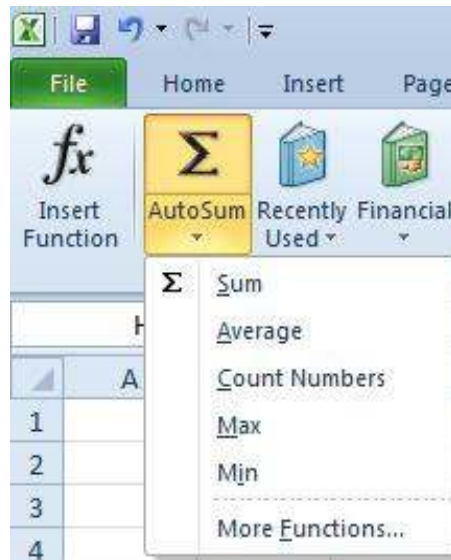 File Home Insert Page
fx
Insert Function
Σ
AutoSum
Recently Used
Financial
Σ Sum
Average
Count Numbers
Max
Min
More Functions...
H
A
1
2
3
4